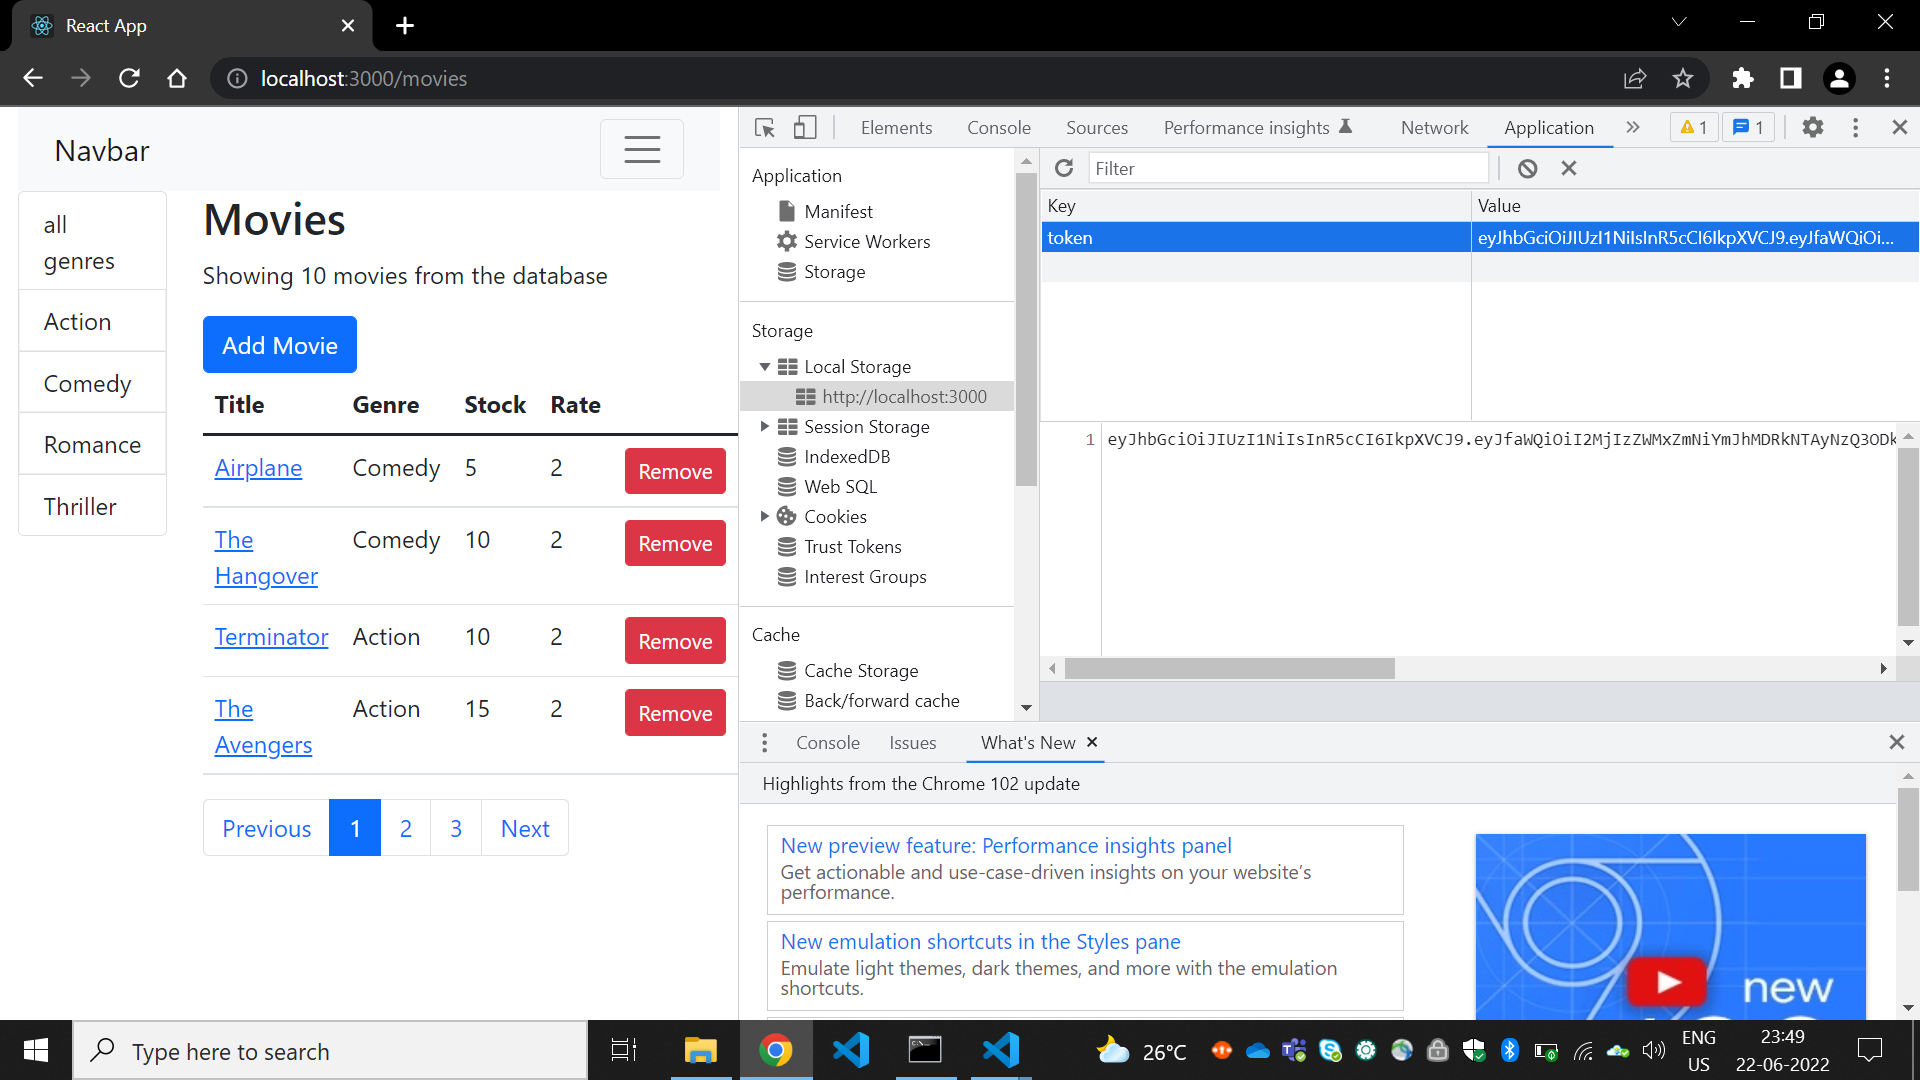 React App
localhost:3000/movies
Navbar
all
genres
Action
Comedy
Romance
Thriller
Movies
Showing 10 movies from the database
Add Movie
Title Genre Stock Rate
Airplane Comedy 5 2 Remove
The
Hangover Comedy 10 2 Remove
Terminator Action 10 2 Remove
The
Avengers Action 15 2 Remove
Previous 1 2 3 Next
Elements Console Sources Performance insights Network Application 1 1
Application
Manifest
Service Workers
Storage
Storage
Local Storage
http://localhost:3000
Session Storage
IndexedDB
Web SQL
Cookies
Trust Tokens
Interest Groups
Cache
Cache Storage
Back/forward cache
Filter
Key Value
token eyJhbGciOiJIUzI1NiIsInR5cCI6IkpXVCJ9.eyJfaWQiOi...
1 eyJhbGciOiJIUzI1NiIsInR5cCI6IkpXVCJ9.eyJfaWQiOiI2MjIzZWMxZmNiYmJhMDRkNTAyNzQ3ODk
Console Issues What's New
Highlights from the Chrome 102 update
New preview feature: Performance insights panel
Get actionable and use-case-driven insights on your website's
performance.
New emulation shortcuts in the Styles pane
Emulate light themes, dark themes, and more with the emulation
shortcuts.
new
Type here to search
26°C
ENG
US
23:49
22-06-2022